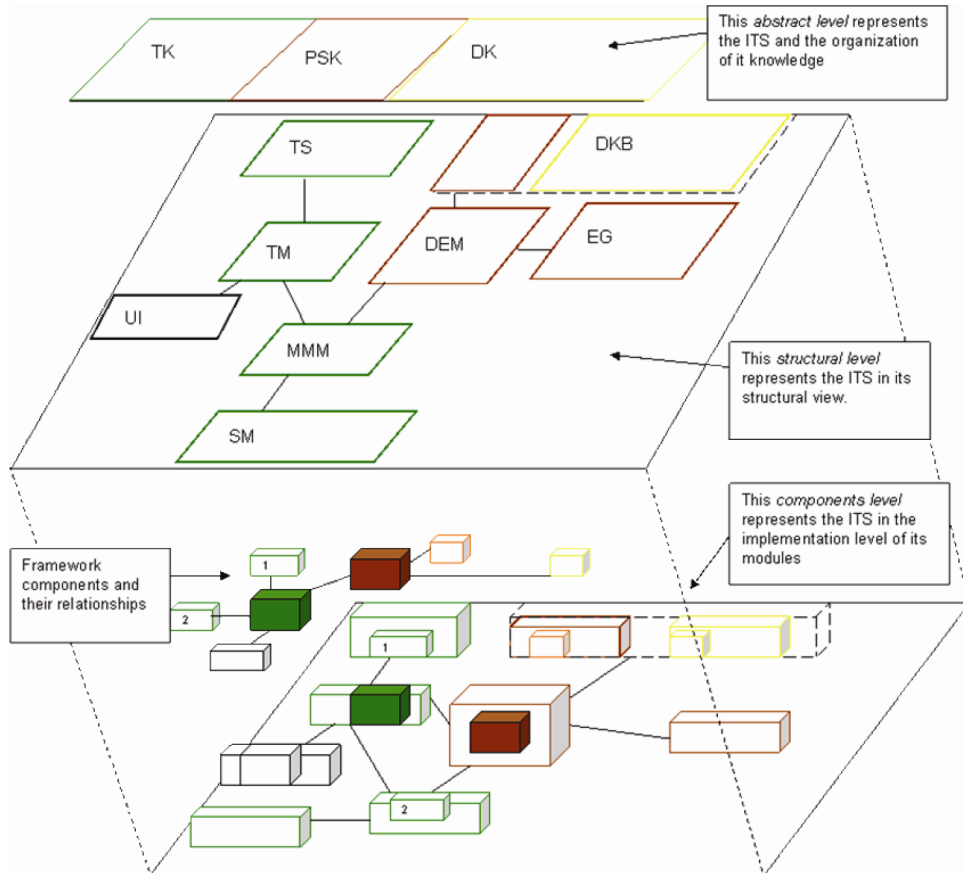 TK
PSK
DK
This abstract level represents
the ITS and the organization
of it knowledge
TS
DKB
TM
DEM
EG
UI
MMM
SM
This structural level
represents the ITS in its
structural view.
This components level
represents the ITS in the
implementation level of its
modules
Framework
components and
their relationships
1
2
1
2